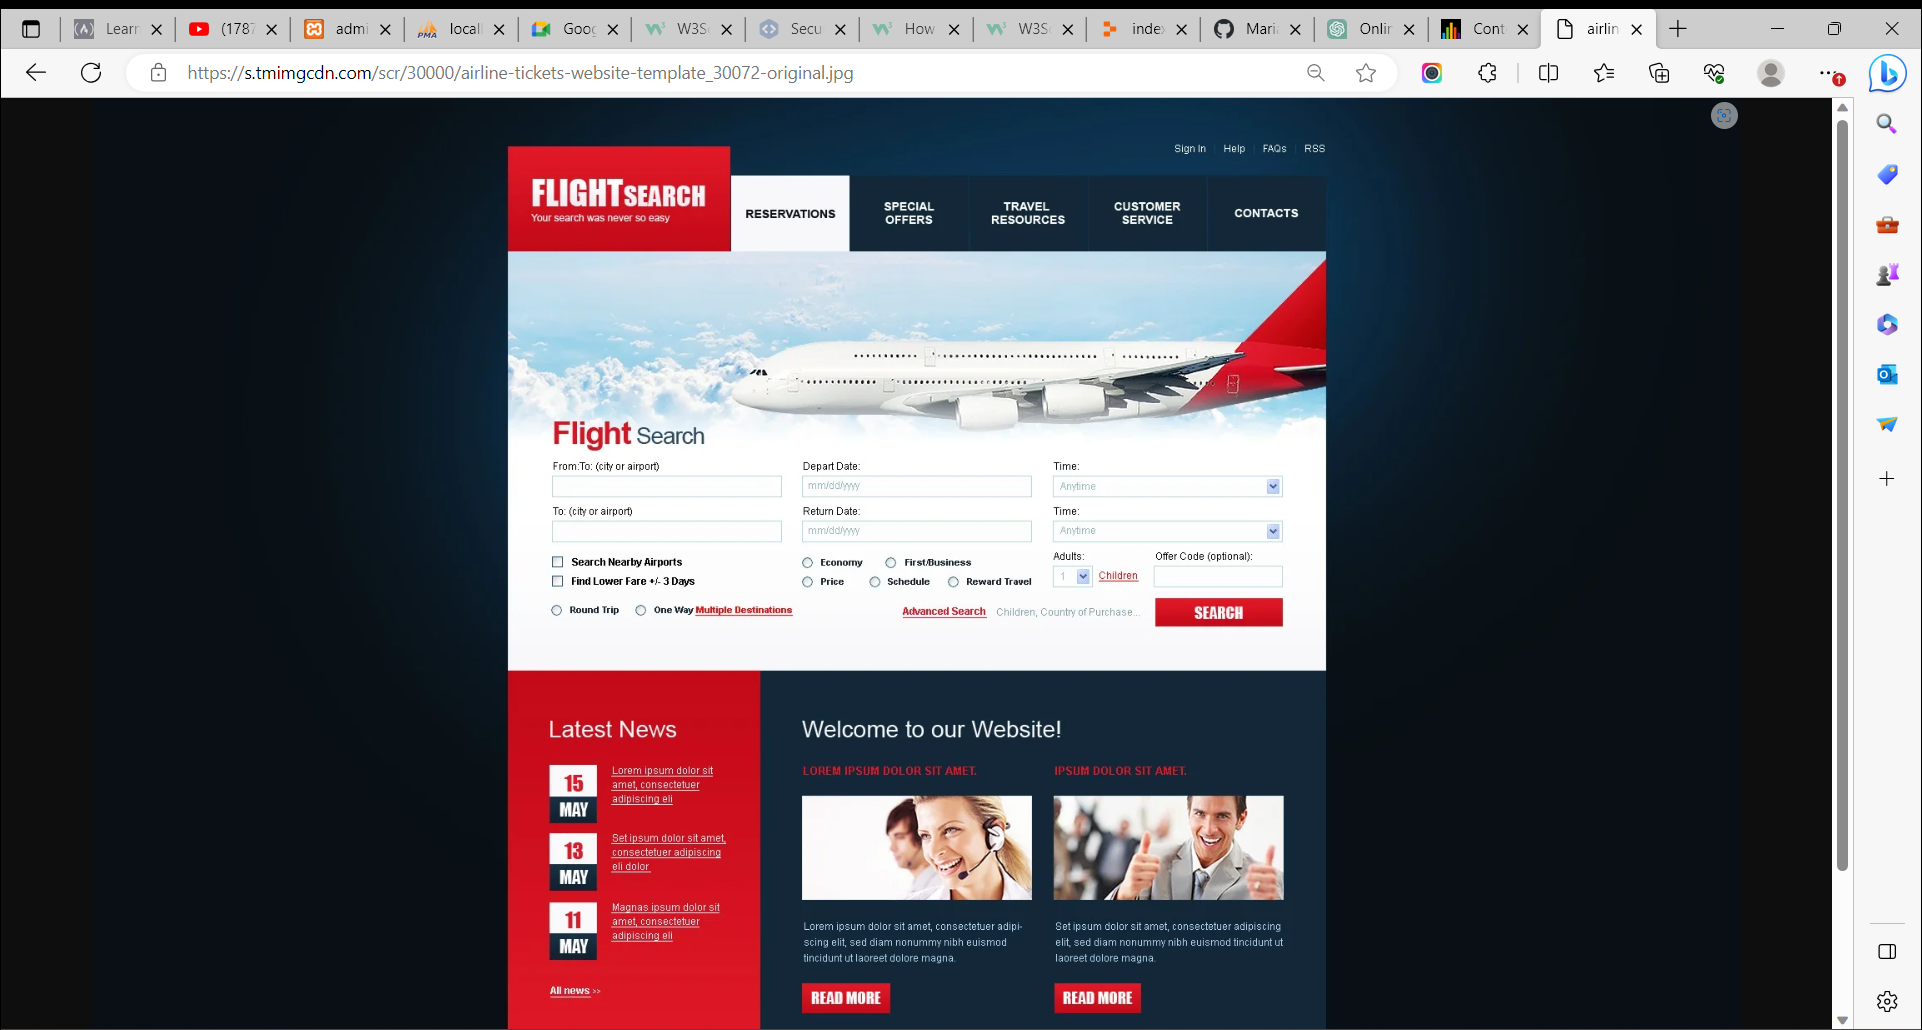 Learn
(1787
admi
locall
Goog
W3S
Secu
How
W3S
index
Maria
Onlin
Cont
airlin
https://s.tmimgcdn.com/scr/30000/airline-tickets-website-template_30072-original.jpg
Sign In
Help
FAQs
RSS
FLIGHTSEARCH
Your search was never so easy
RESERVATIONS
SPECIAL
OFFERS
TRAVEL
RESOURCES
CUSTOMER
SERVICE
CONTACTS
Flight Search
From:To: (city or airport)
Depart Date:
Time:
mm/dd/yyyy
Anytime
To: (city or airport)
Return Date:
Time:
mm/dd/yyyy
Anytime
Search Nearby Airports
Find Lower Fare +/- 3 Days
Economy
First/Business
Price
Schedule
Reward Travel
Adults:
Offer Code (optional):
1
Children
Round Trip
One Way Multiple Destinations
Advanced Search
Children, Country of Purchase...
SEARCH
Latest News
15
MAY
Lorem ipsum dolor sit
amet, consectetuer
adipiscing eli
13
MAY
Set ipsum dolor sit amet,
consectetuer adipiscing
eli dolor
11
MAY
Magnas ipsum dolor sit
amet, consectetuer
adipiscing eli
All news >>
Welcome to our Website!
LOREM IPSUM DOLOR SIT AMET.
Lorem ipsum dolor sit amet, consectetuer adipi-
scing elit, sed diam nonummy nibh euismod
tincidunt ut laoreet dolore magna.
READ MORE
IPSUM DOLOR SIT AMET.
Set ipsum dolor sit amet, consectetuer adipiscing
elit, sed diam nonummy nibh euismod tincidunt ut
laoreet dolore magna.
READ MORE